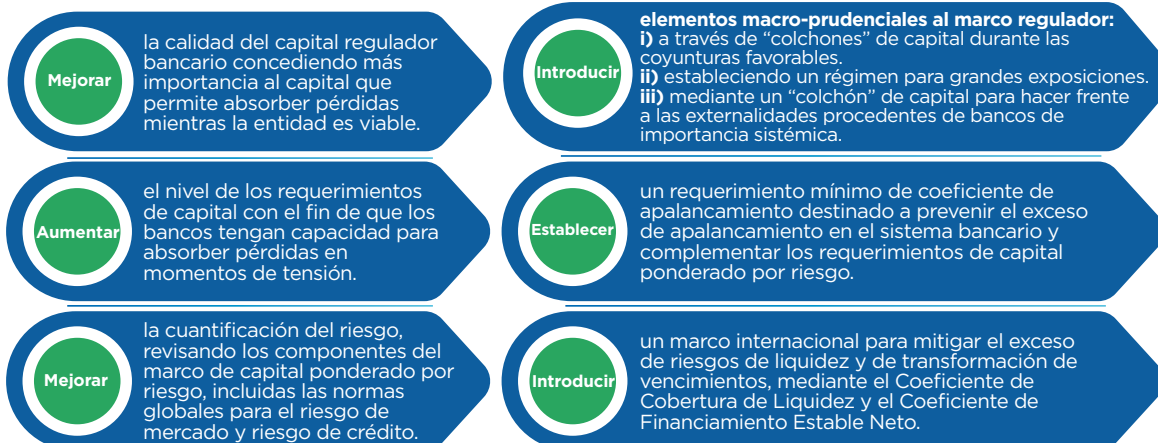 Mejorar
la calidad del capital regulador
bancario concediendo más
importancia al capital que
permite absorber pérdidas
mientras la entidad es viable.
Introducir
elementos macro-prudenciales al marco regulador:
i) a través de “colchones” de capital durante las
coyunturas favorables.
ii) estableciendo un régimen para grandes exposiciones.
iii) mediante un “colchón” de capital para hacer frente
a las externalidades procedentes de bancos de
importancia sistémica.
Aumentar
el nivel de los requerimientos
de capital con el fin de que los
bancos tengan capacidad para
absorber pérdidas en
momentos de tensión.
Establecer
un requerimiento mínimo de coeficiente de
apalancamiento destinado a prevenir el exceso
de apalancamiento en el sistema bancario y
complementar los requerimientos de capital
ponderado por riesgo.
Mejorar
la cuantificación del riesgo,
revisando los componentes del
marco de capital ponderado por
riesgo, incluidas las normas
globales para el riesgo de
mercado y riesgo de crédito.
Introducir
un marco internacional para mitigar el exceso
de riesgos de liquidez y de transformación de
vencimientos, mediante el Coeficiente de
Cobertura de Liquidez y el Coeficiente de
Financiamiento Estable Neto.